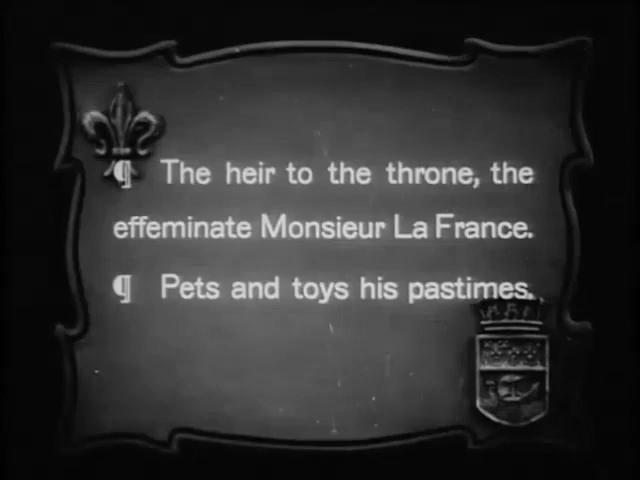 ¶ The heir to the throne, the
effeminate Monsieur La France.
¶ Pets and toys his pastimes.